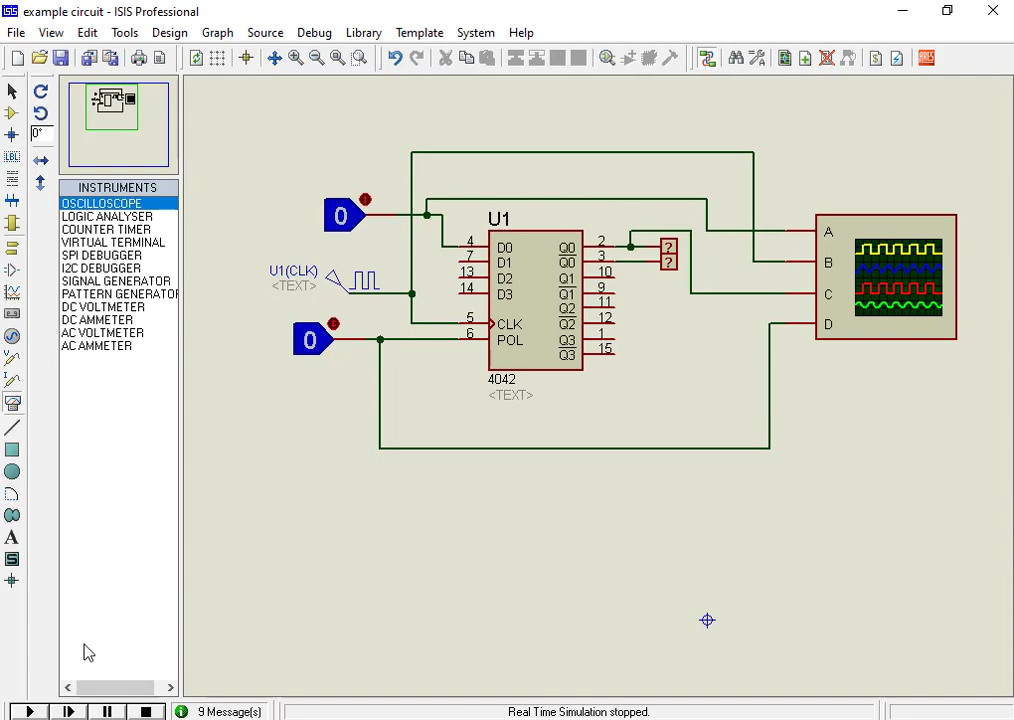 example circuit - ISIS Professional
File View Edit Tools Design Graph Source Debug Library Template System Help
LBL
0°
INSTRUMENTS
OSCILLOSCOPE
LOGIC ANALYSER
COUNTER TIMER
VIRTUAL TERMINAL
SPI DEBUGGER
I2C DEBUGGER
SIGNAL GENERATOR
PATTERN GENERATOR
DC VOLTMETER
DC AMMETER
AC VOLTMETER
AC AMMETER
A
S
0
U1(CLK)
<TEXT>
0
U1
4 D0 Q0 2
7 D1 Q0 3
13 D2 Q1 10
14 D3 Q1 9
Q2 11
5 CLK Q2 12
6 POL Q3 1
Q3 15
4042
<TEXT>
?
?
A
B
C
D
9 Message(s)
Real Time Simulation stopped.